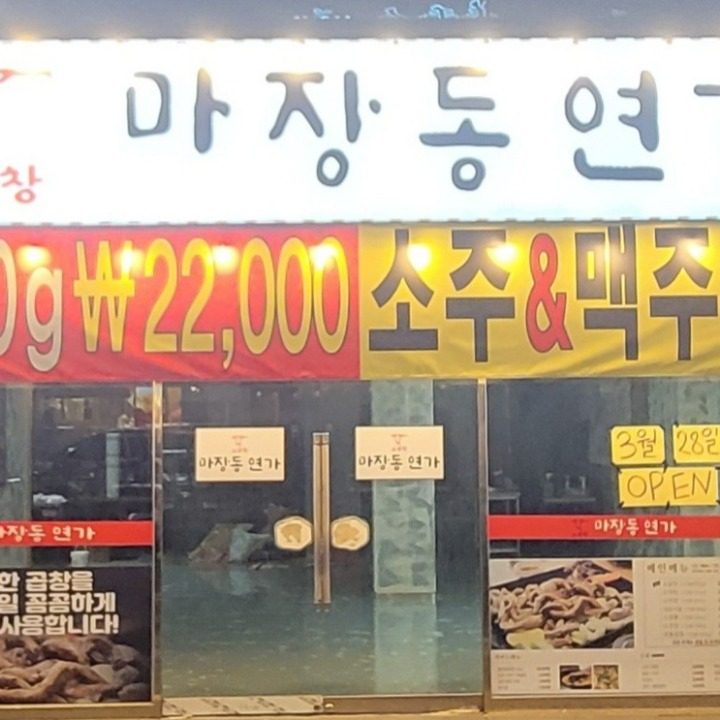 마장동연
창
0g ₩22,000 소주&맥주
마장동연가
마장동연가
3월 28일
OPEN
마장동연가
마장동연가
한 곱창을
일 꼼꼼하게
사용합니다!
메인메뉴